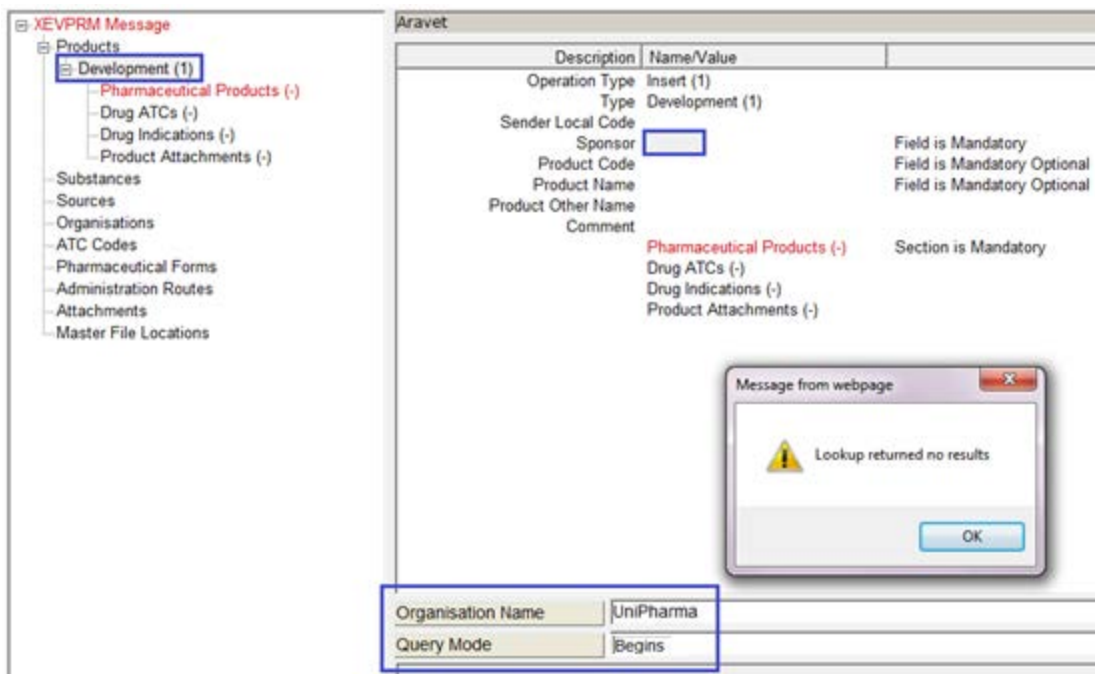 XEVPRM Message
Products
Development (1)
Pharmaceutical Products (-)
Drug ATCs (-)
Drug Indications (-)
Product Attachments (-)
Substances
Sources
Organisations
ATC Codes
Pharmaceutical Forms
Administration Routes
Attachments
Master File Locations
Aravet
Description Name/Value
Operation Type Insert (1)
Type Development (1)
Sender Local Code
Sponsor Field is Mandatory
Product Code Field is Mandatory Optional
Product Name Field is Mandatory Optional
Product Other Name
Comment
Pharmaceutical Products (-) Section is Mandatory
Drug ATCs (-)
Drug Indications (-)
Product Attachments (-)
Message from webpage
Lookup returned no results
OK
Organisation Name UniPharma
Query Mode Begins